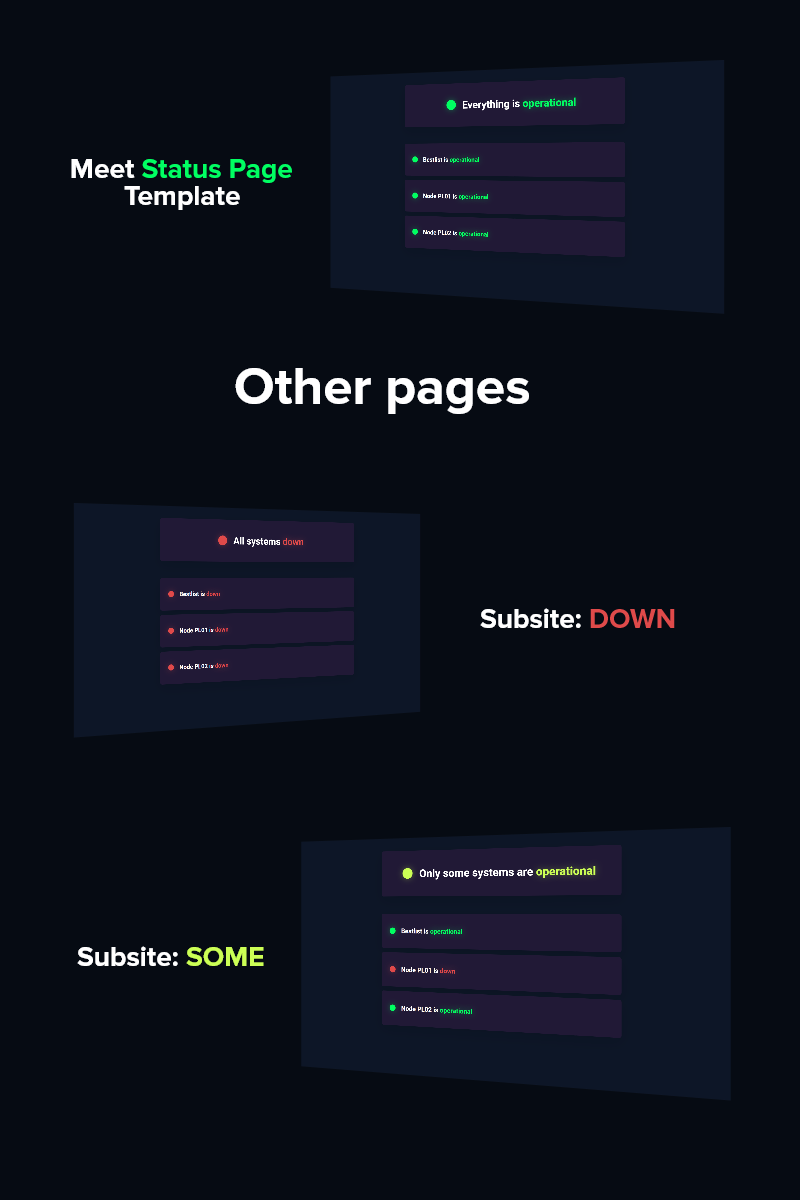 Meet Status Page
Template
Everything is operational
Bestlist is operational
Node PL01 is operational
Node PL02 is operational
Other pages
All systems down
Bestlist is down
Node PL01 is down
Node PL02 is down
Subsite: DOWN
Only some systems are operational
Bestlist is operational
Node PL01 is down
Node PL02 is operational
Subsite: SOME